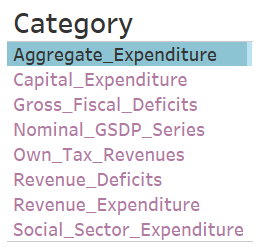 Category
Aggregate_Expenditure
Capital_Expenditure
Gross_Fiscal_Deficits
Nominal_GSDP_Series
Own_Tax_Revenues
Revenue_Deficits
Revenue_Expenditure
Social_Sector_Expenditure